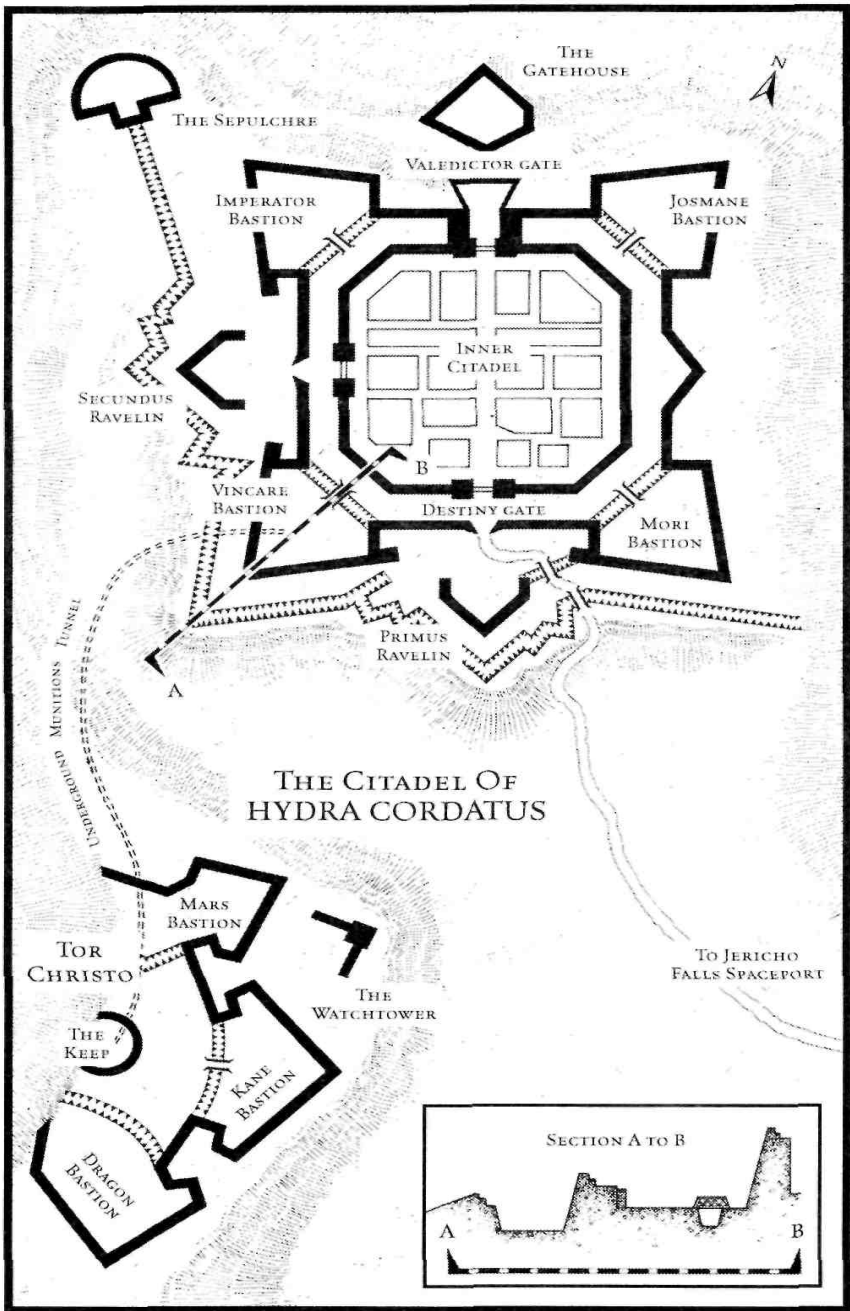 THE
GATEHOUSE
N
THE SEPULCHRE
VALEDICTOR GATE
IMPERATOR
BASTION
JOSMANE
BASTION
INNER
CITADEL
SECUNDUS
RAVELIN
B
VINCARE
BASTION
DESTINY GATE
MORI
BASTION
PRIMUS
RAVELIN
A
UNDERGROUND MUNITIONS TUNNEL
THE CITADEL OF
HYDRA CORDATUS
MARS
BASTION
TOR
CHRISTO
TO JERICHO
FALLS SPACEPORT
THE
WATCHTOWER
THE
KEEP
KANE
BASTION
DRAGON
BASTION
SECTION A TO B
A
B